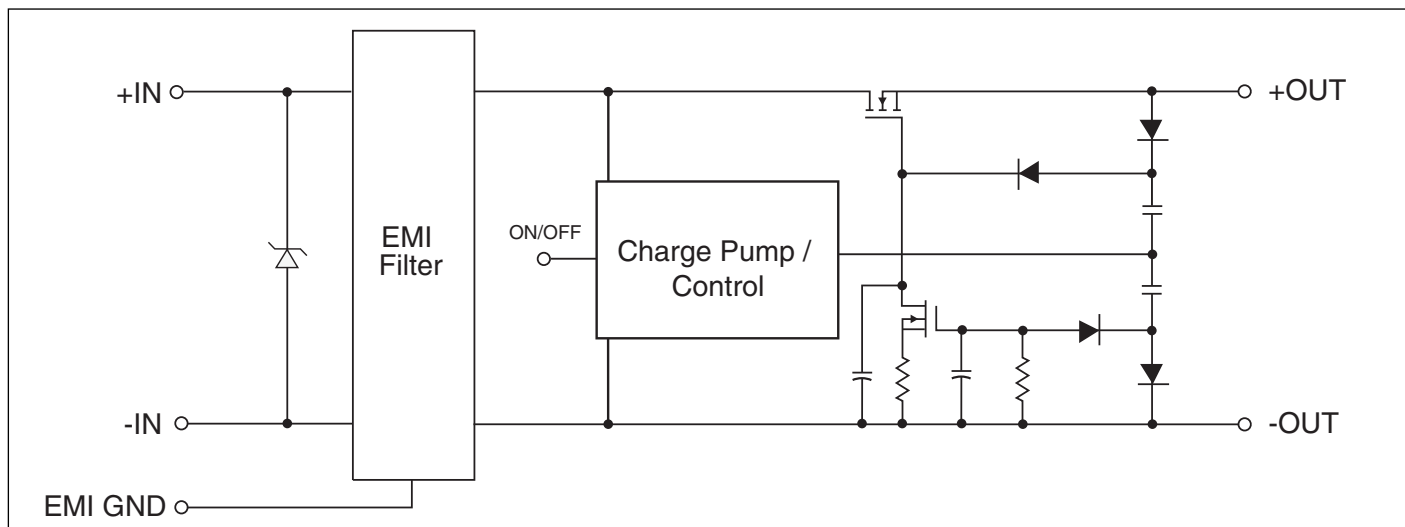 +IN
+OUT
ON/OFF
EMI
Filter
Charge Pump /
Control
-IN
-OUT
EMI GND